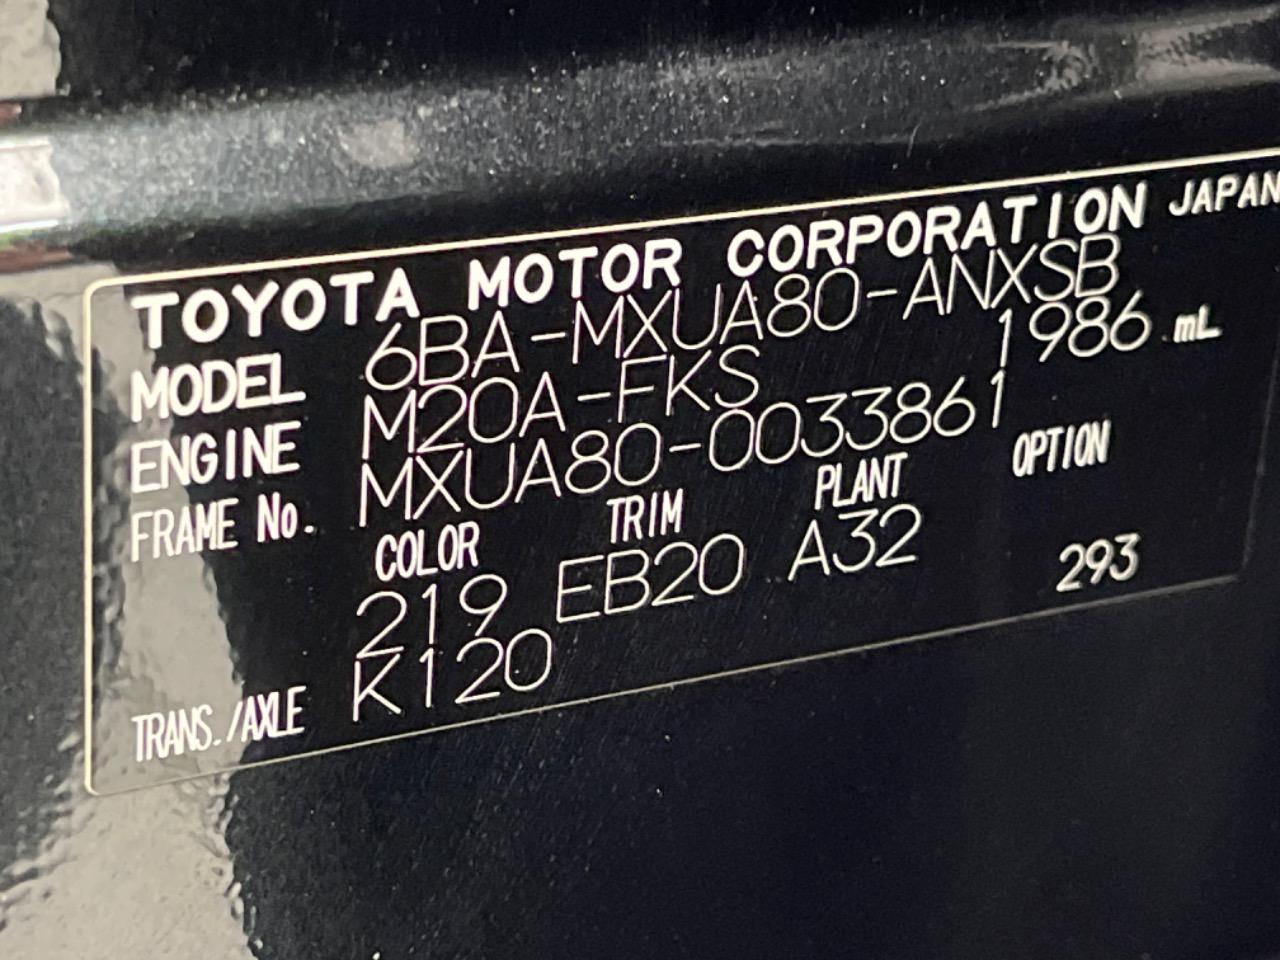 TOYOTA MOTOR CORPORATION JAPAN
MODEL 6BA-MXUA80-ANXSB
ENGINE M20A-FKS 1986 mL
FRAME No. MXUA80-0033861
COLOR TRIM PLANT OPTION
219 EB20 A32 293
TRANS./AXLE K120